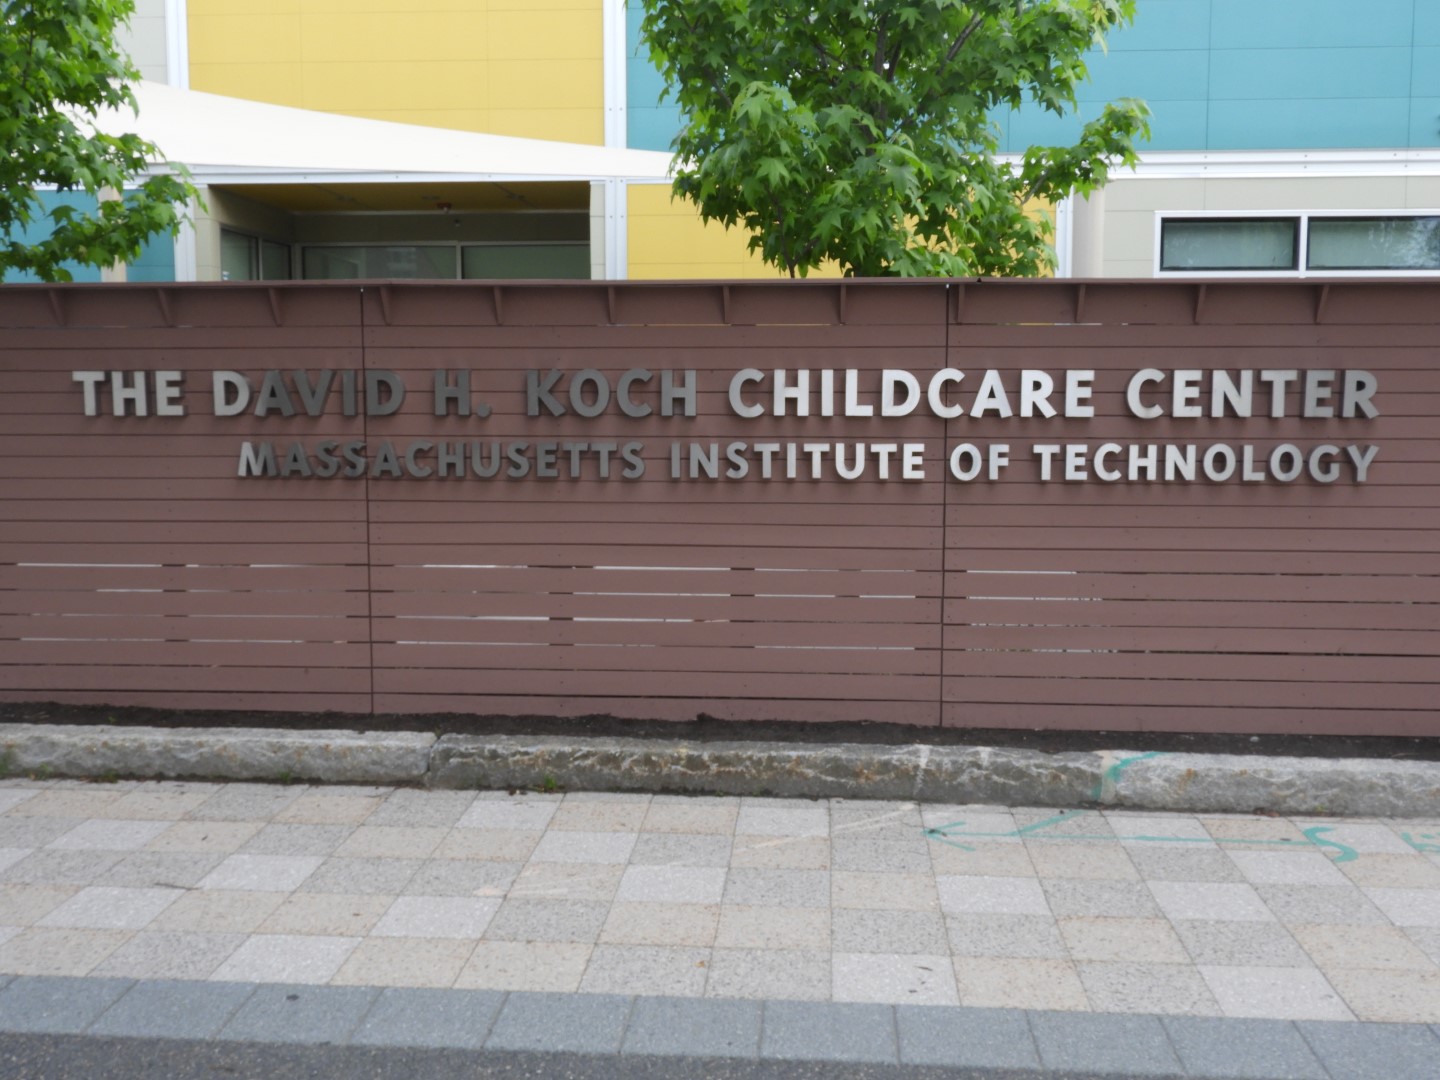 THE DAVID H. KOCH CHILDCARE CENTER
MASSACHUSETTS INSTITUTE OF TECHNOLOGY